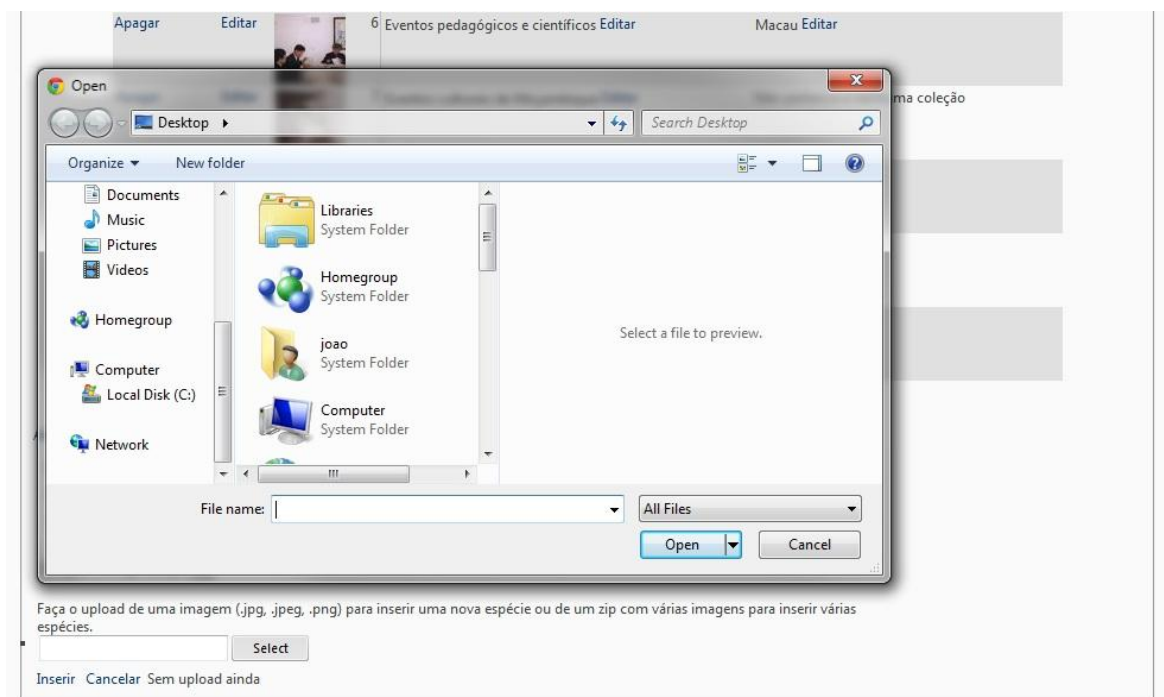 Apagar Editar 6 Eventos pedagógicos e científicos Editar Macau Editar
Open
ma coleção
Desktop Search Desktop
Organize New folder
Documents
Music
Pictures
Videos
Homegroup
Computer
Local Disk (C:)
Network
Libraries
System Folder
Homegroup
System Folder
joao
System Folder
Computer
System Folder
Select a file to preview.
File name: All Files
Open Cancel
Faça o upload de uma imagem (.jpg, .jpeg, .png) para inserir uma nova espécie ou de um zip com várias imagens para inserir várias
espécies.
Select
Inserir Cancelar Sem upload ainda